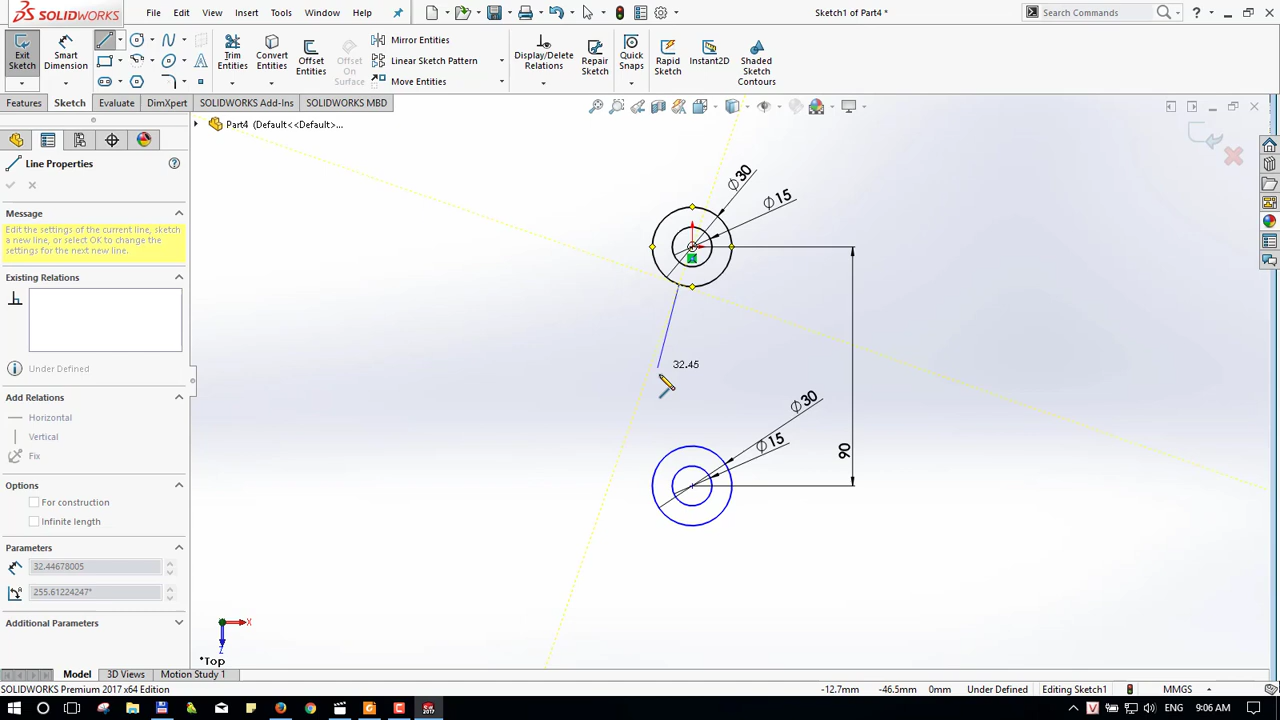 SOLIDWORKS
File Edit View Insert Tools Window Help
Sketch1 of Part4 *
Search Commands
Exit Sketch
Smart Dimension
Trim Entities
Convert Entities
Offset Entities
Offset On Surface
Mirror Entities
Linear Sketch Pattern
Move Entities
Display/Delete Relations
Repair Sketch
Quick Snaps
Rapid Sketch
Instant2D
Shaded Sketch Contours
Features Sketch Evaluate DimXpert SOLIDWORKS Add-Ins SOLIDWORKS MBD
Part4 (Default<<Default>...
Line Properties
Message
Edit the settings of the current line, sketch
a new line, or select OK to change the
settings for the next new line.
Existing Relations
Under Defined
Add Relations
Horizontal
Vertical
Fix
Options
For construction
Infinite length
Parameters
32.44678005
255.61224247°
Additional Parameters
∅30
∅15
32.45
∅30
∅15
90
X
Z
*Top
Model 3D Views Motion Study 1
SOLIDWORKS Premium 2017 x64 Edition
-12.7mm -46.5mm 0mm Under Defined Editing Sketch1 MMGS
2017
V ENG 9:06 AM